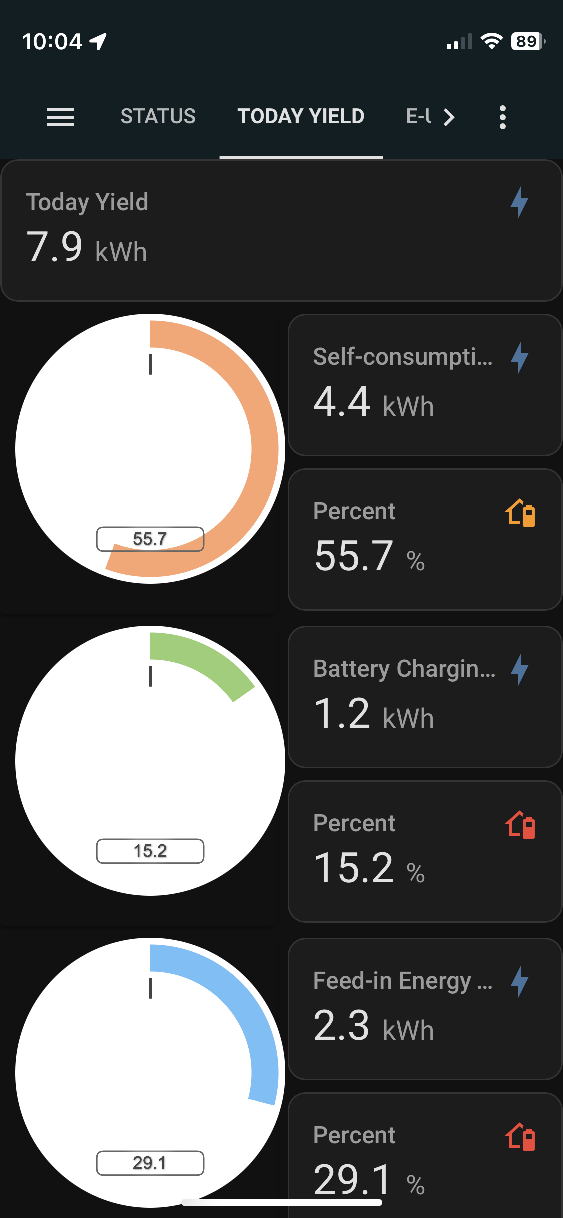 10:04
89
STATUS
TODAY YIELD
E-U
Today Yield
7.9 kWh
55.7
Self-consumpti...
4.4 kWh
Percent
55.7 %
15.2
Battery Chargin...
1.2 kWh
Percent
15.2 %
29.1
Feed-in Energy ...
2.3 kWh
Percent
29.1 %